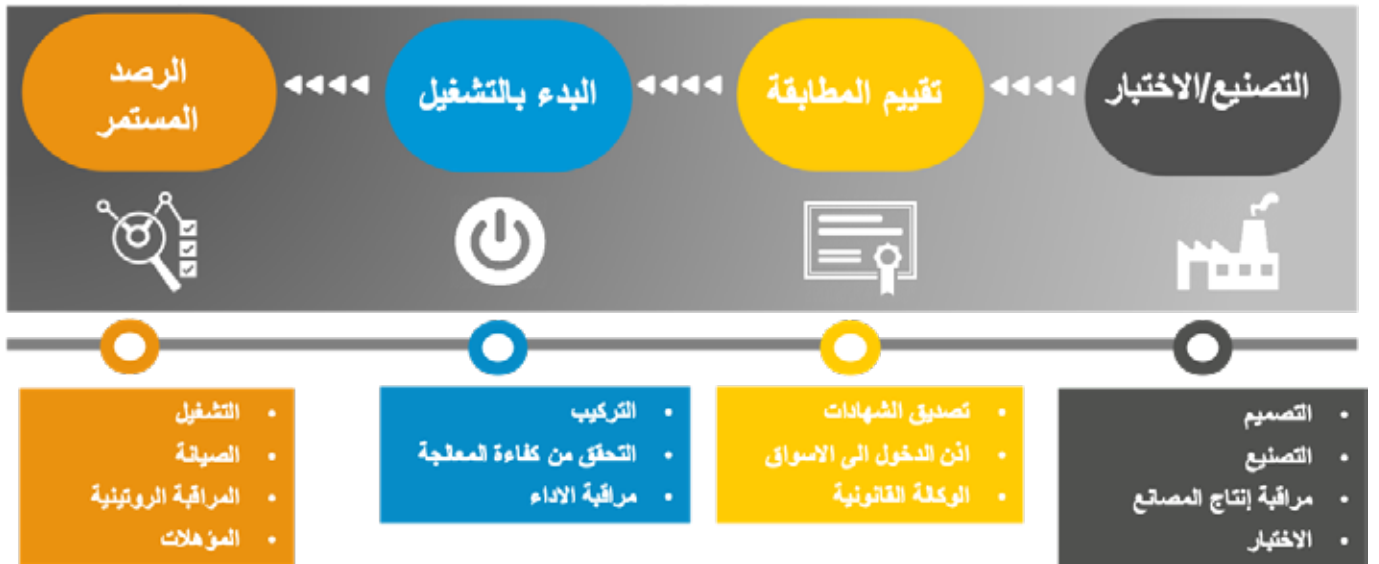 التصنيع/الاختبار
تقييم المطابقة
البدء بالتشغيل
الرصد
المستمر
• التصميم
• التصنيع
• مراقبة إنتاج المصانع
• الاختبار
• تصديق الشهادات
• اذن الدخول الى الاسواق
• الوكالة القانونية
• التركيب
• التحقق من كفاءة المعالجة
• مراقبة الاداء
• التشغيل
• الصيانة
• المراقبة الروتينية
• المؤهلات